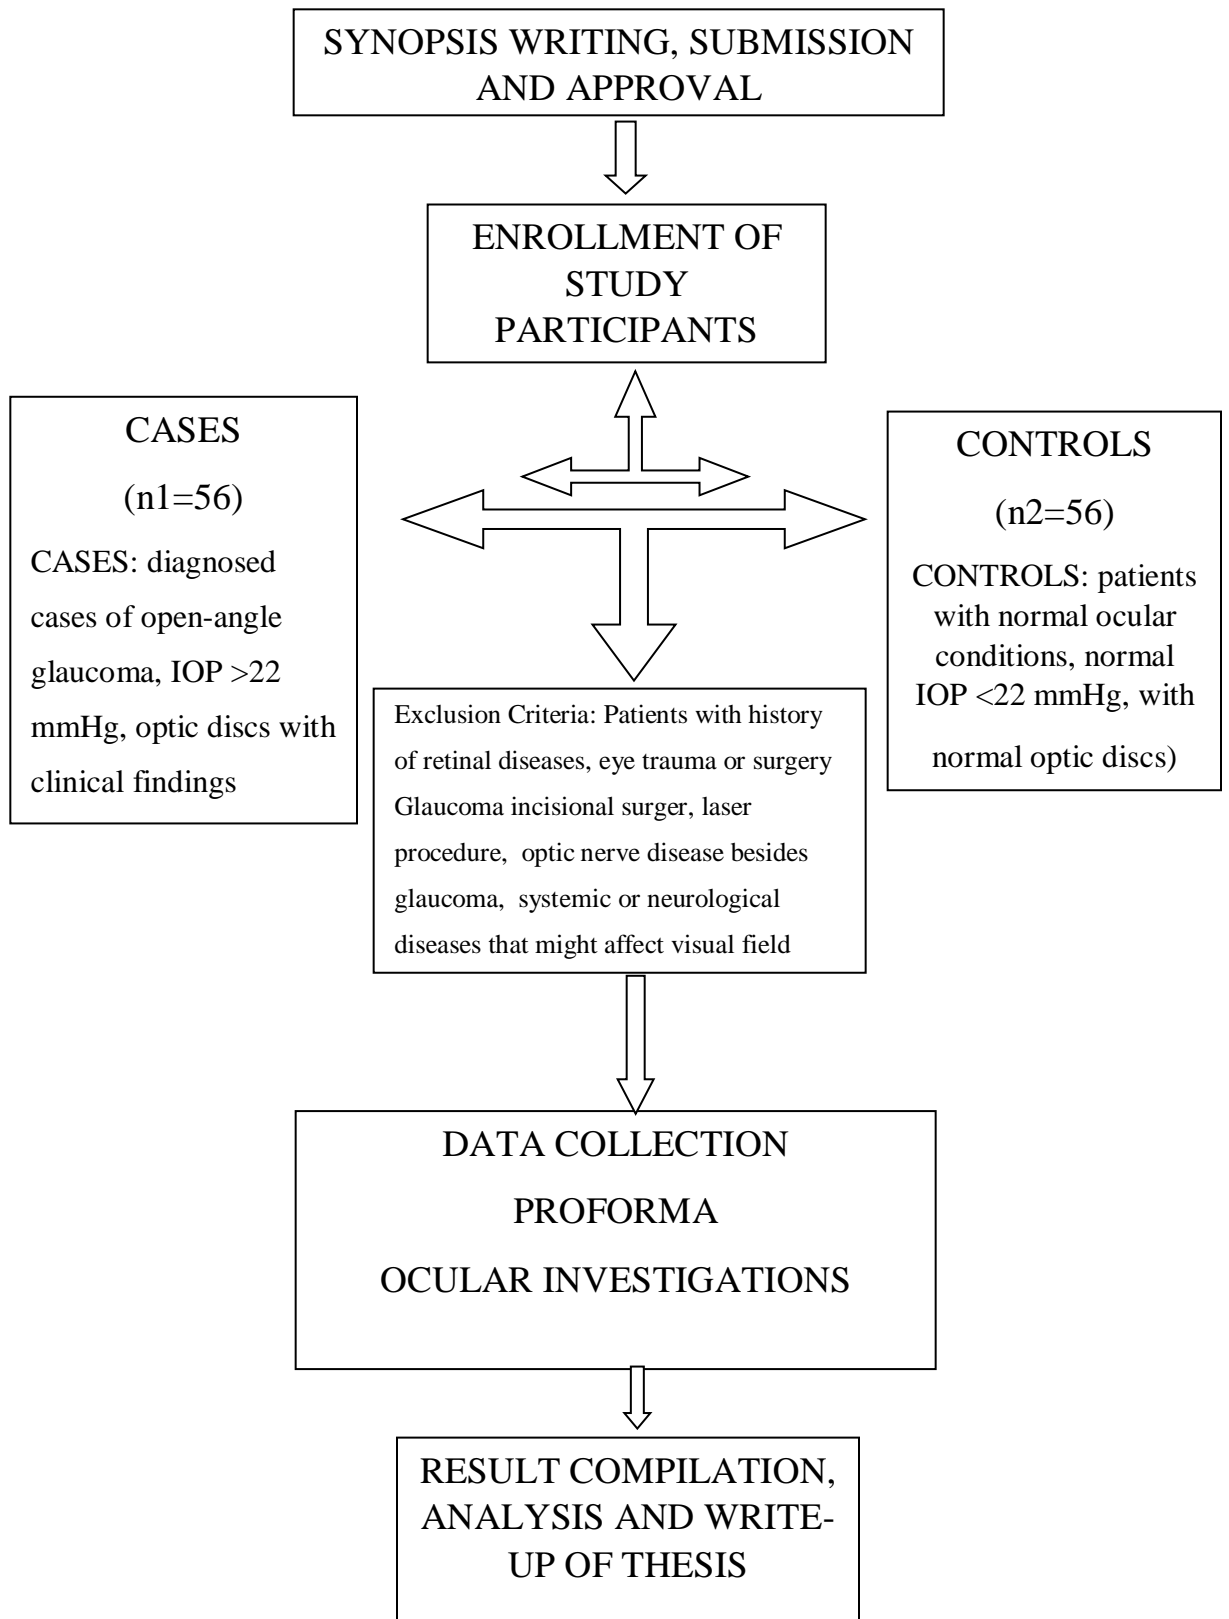 SYNOPSIS WRITING, SUBMISSION
AND APPROVAL
ENROLLMENT OF
STUDY
PARTICIPANTS
CASES
(n1=56)
CASES: diagnosed
cases of open-angle
glaucoma, IOP >22
mmHg, optic discs with
clinical findings
CONTROLS
(n2=56)
CONTROLS: patients
with normal ocular
conditions, normal
IOP <22 mmHg, with
normal optic discs)
Exclusion Criteria: Patients with history
of retinal diseases, eye trauma or surgery
Glaucoma incisional surger, laser
procedure,  optic nerve disease besides
glaucoma,  systemic or neurological
diseases that might affect visual field
DATA COLLECTION
PROFORMA
OCULAR INVESTIGATIONS
RESULT COMPILATION,
ANALYSIS AND WRITE-
UP OF THESIS